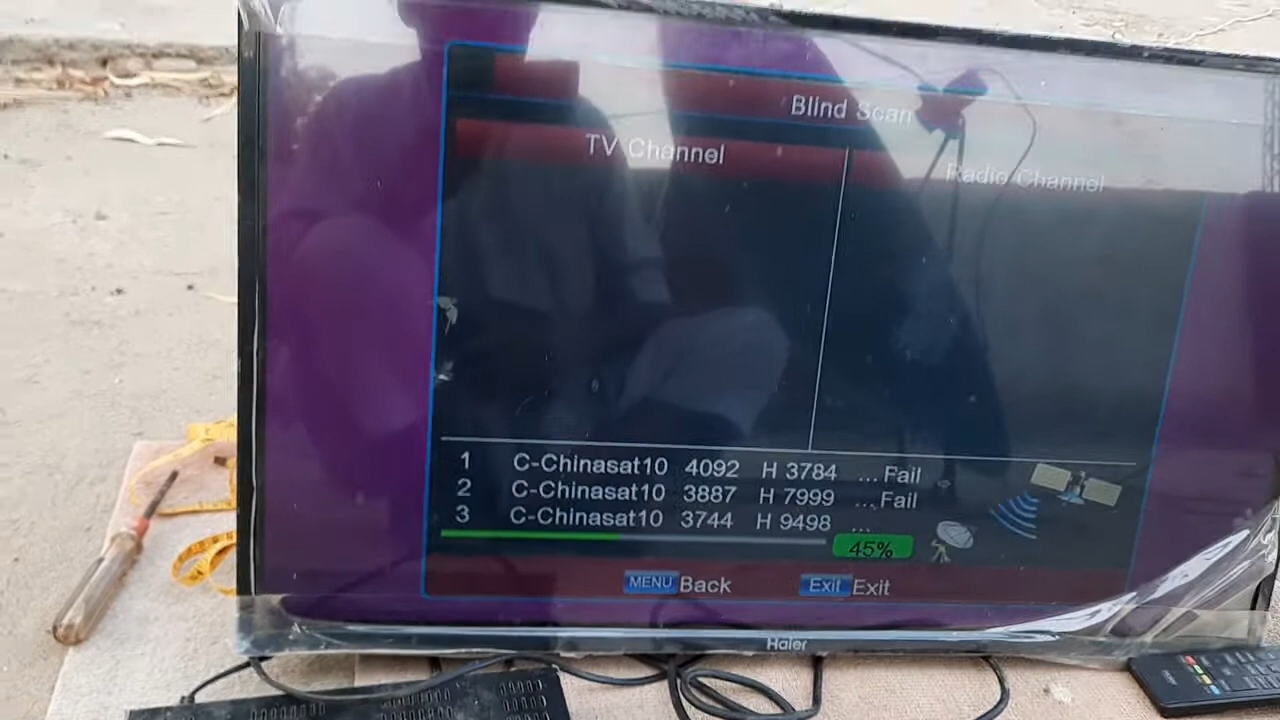 Blind Scan
TV Channel
Radio Channel
1 C-Chinasat10 4092 H 3784 ...Fail
2 C-Chinasat10 3887 H 7999 ...Fail
3 C-Chinasat10 3744 H 9498 ...
45%
MENU Back Exit Exit
Haier